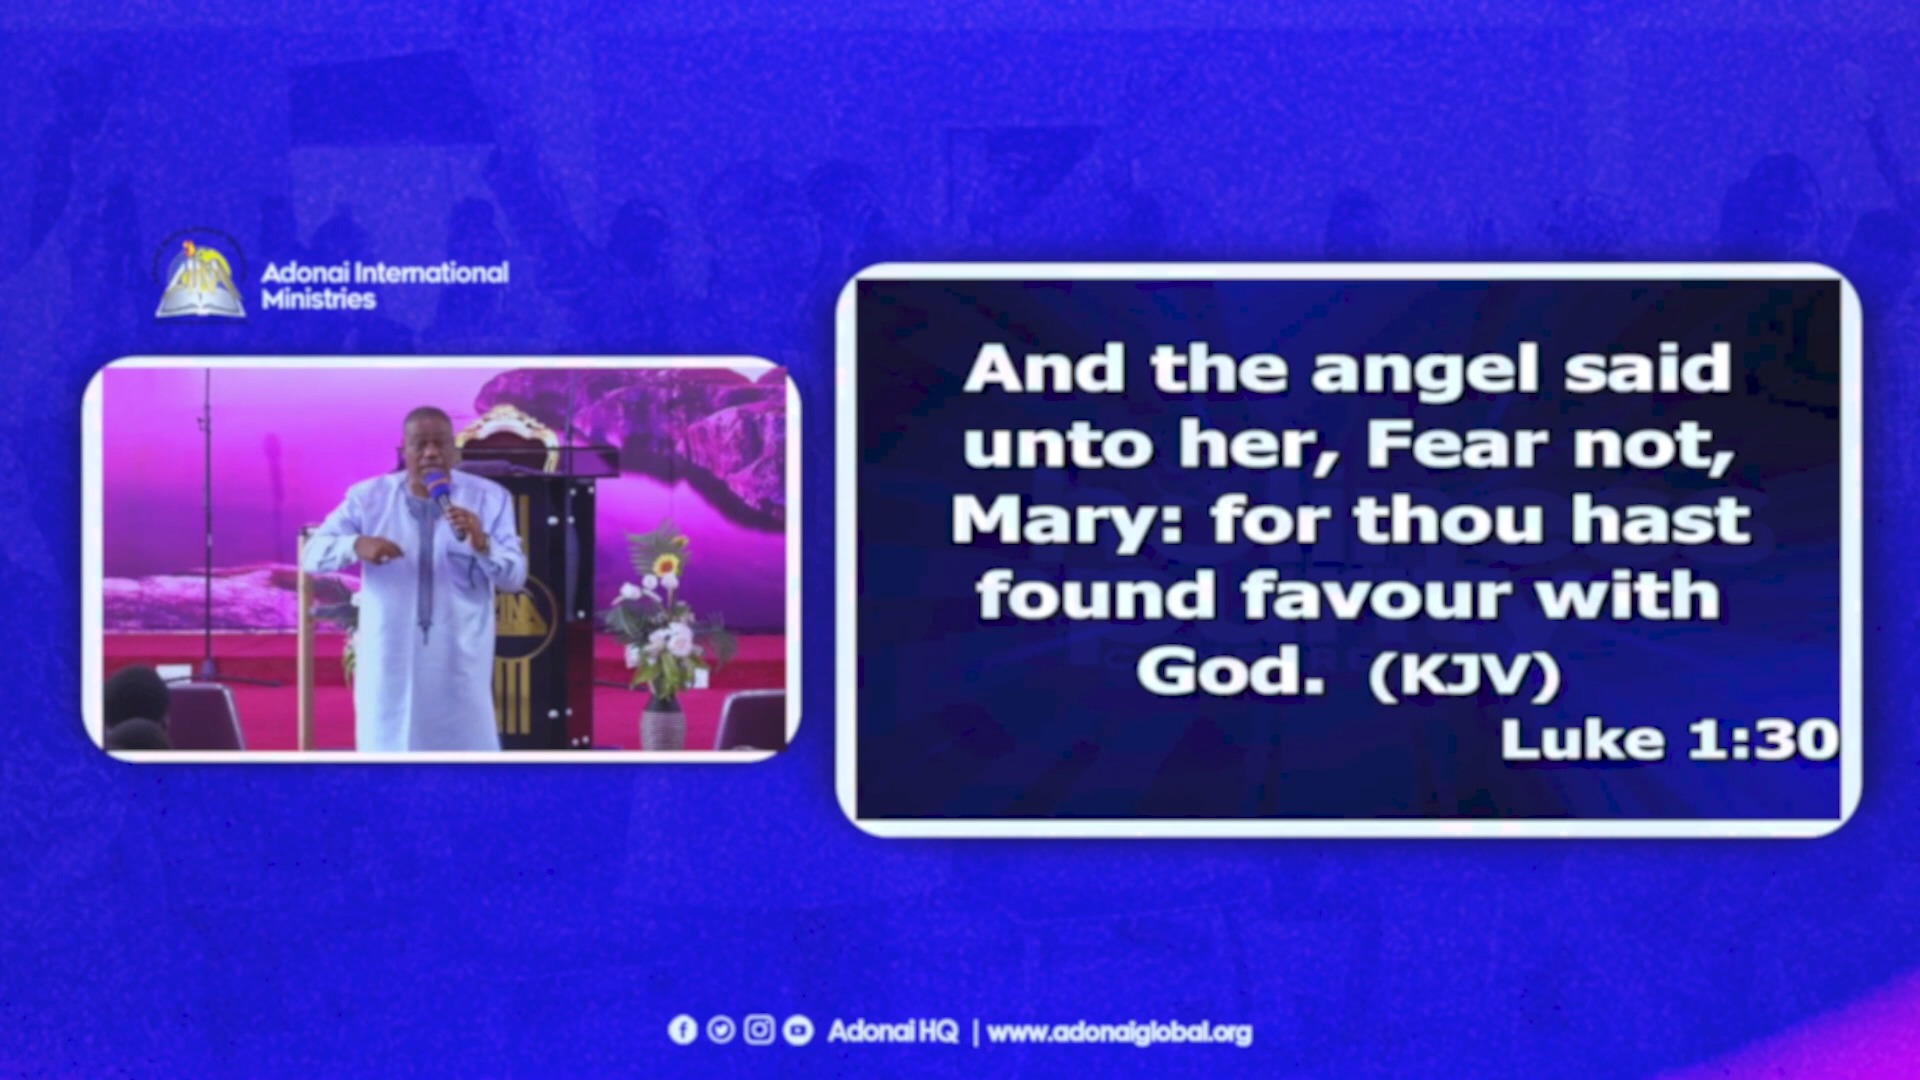 Adonai International
Ministries
And the angel said
unto her, Fear not,
Mary: for thou hast
found favour with
God. (KJV)
Luke 1:30
Adonai HQ | www.adonaiglobal.org